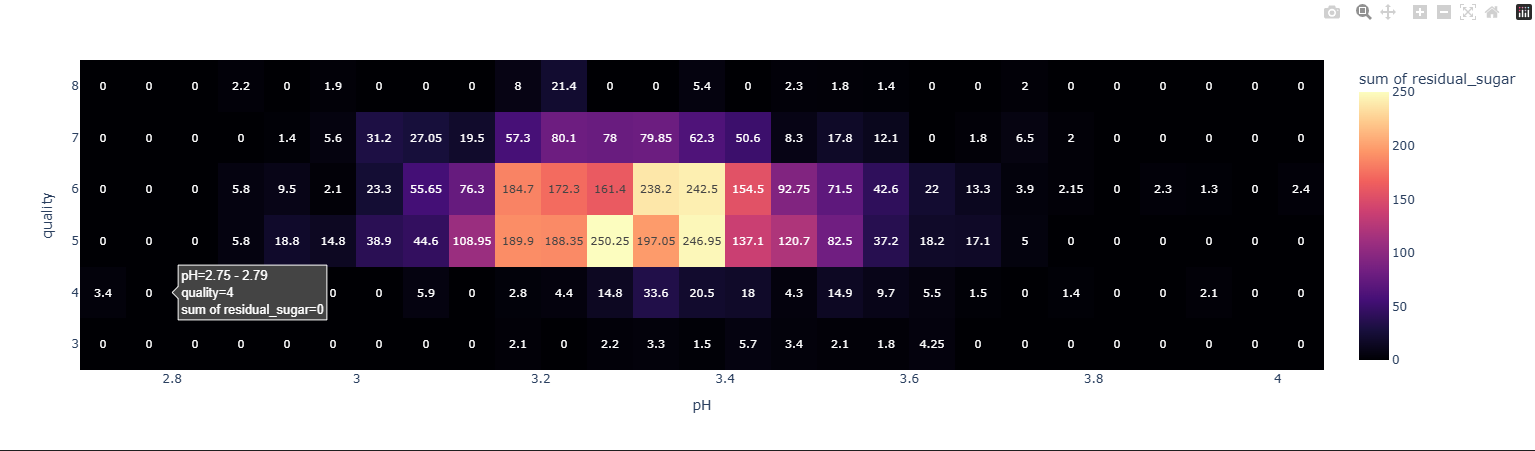 sum of residual_sugar
8 0 0 0 2.2 0 1.9 0 0 0 8 21.4 0 0 5.4 0 2.3 1.8 1.4 0 0 2 0 0 0 0 0 0
7 0 0 0 0 1.4 5.6 31.2 27.05 19.5 57.3 80.1 78 79.85 62.3 50.6 8.3 17.8 12.1 0 1.8 6.5 2 0 0 0 0 0
6 0 0 0 5.8 9.5 2.1 23.3 55.65 76.3 184.7 172.3 161.4 238.2 242.5 154.5 92.75 71.5 42.6 22 13.3 3.9 2.15 0 2.3 1.3 0 2.4
5 0 0 0 5.8 18.8 14.8 38.9 44.6 108.95 189.9 188.35 250.25 197.05 246.95 137.1 120.7 82.5 37.2 18.2 17.1 5 0 0 0 0 0 0
4 3.4 0 0 0 5.9 0 2.8 4.4 14.8 33.6 20.5 18 4.3 14.9 9.7 5.5 1.5 0 1.4 0 0 2.1 0 0
pH=2.75 - 2.79
quality=4
sum of residual_sugar=0
3 0 0 0 0 0 0 0 0 0 2.1 0 2.2 3.3 1.5 5.7 3.4 2.1 1.8 4.25 0 0 0 0 0 0 0 0
2.8 3 3.2 3.4 3.6 3.8 4
pH
quality
250
200
150
100
50
0